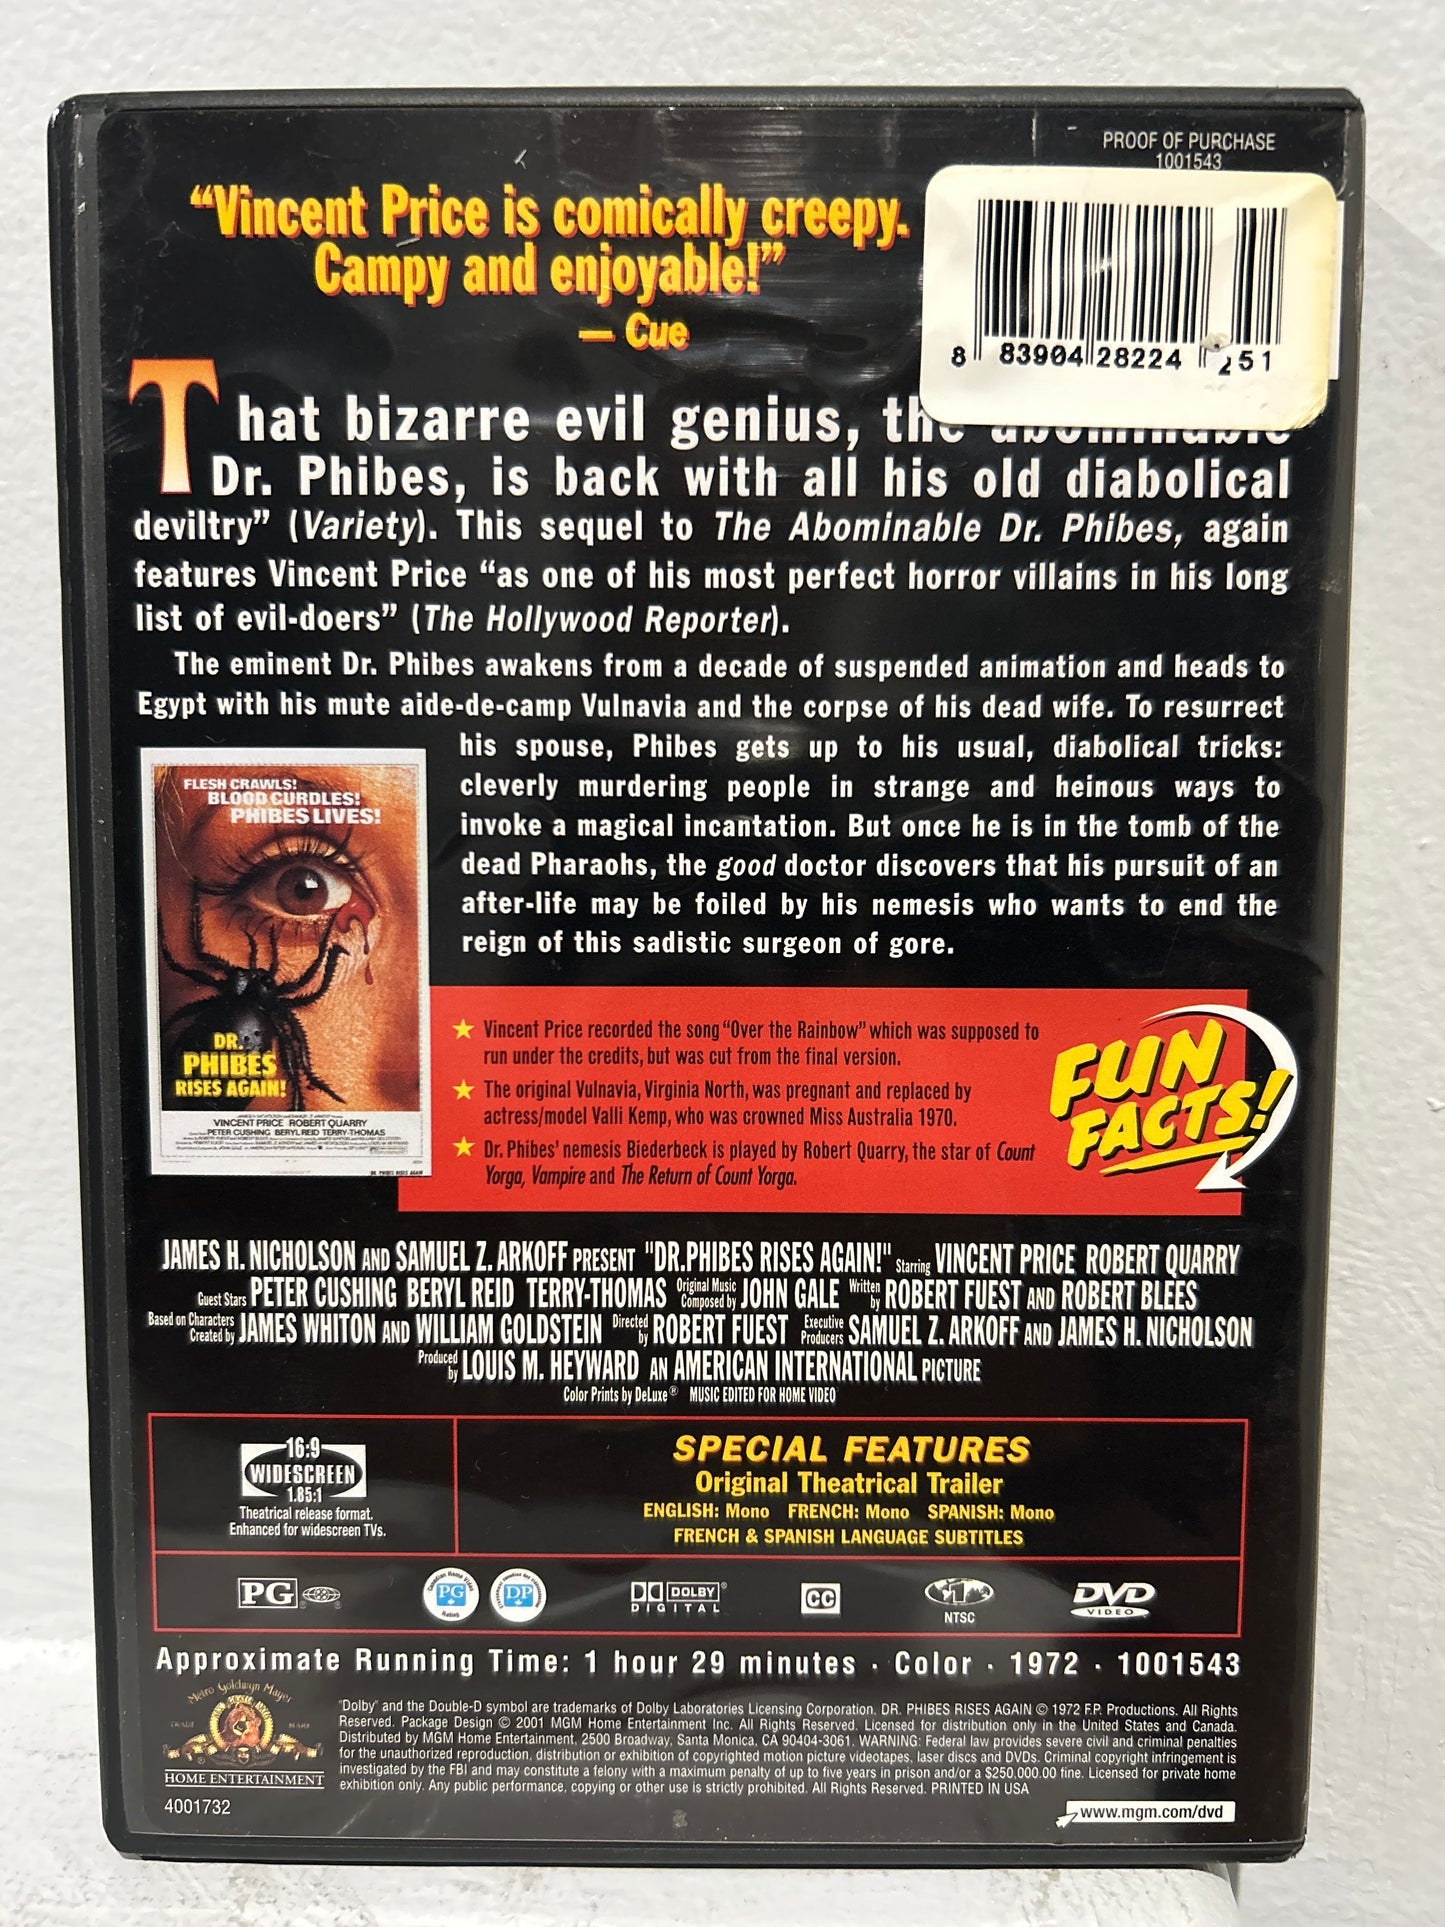 PROOF OF PURCHASE
1001543
"Vincent Price is comically creepy.
Campy and enjoyable!"
— Cue
8 83904 28224 251
That bizarre evil genius, the abominable
Dr. Phibes, is back with all his old diabolical
deviltry" (Variety). This sequel to The Abominable Dr. Phibes, again
features Vincent Price "as one of his most perfect horror villains in his long
list of evil-doers" (The Hollywood Reporter).
The eminent Dr. Phibes awakens from a decade of suspended animation and heads to
Egypt with his mute aide-de-camp Vulnavia and the corpse of his dead wife. To resurrect
his spouse, Phibes gets up to his usual, diabolical tricks:
cleverly murdering people in strange and heinous ways to
invoke a magical incantation. But once he is in the tomb of the
dead Pharaohs, the good doctor discovers that his pursuit of an
after-life may be foiled by his nemesis who wants to end the
reign of this sadistic surgeon of gore.
FLESH CRAWLS!
BLOOD CURDLES!
PHIBES LIVES!
DR.
PHIBES
RISES AGAIN!
VINCENT PRICE ROBERT QUARRY
PETER CUSHING BERYL REID TERRY-THOMAS
DR. PHIBES RISES AGAIN
★ Vincent Price recorded the song "Over the Rainbow" which was supposed to
run under the credits, but was cut from the final version.
★ The original Vulnavia, Virginia North, was pregnant and replaced by
actress/model Valli Kemp, who was crowned Miss Australia 1970.
★ Dr. Phibes' nemesis Biederbeck is played by Robert Quarry, the star of Count
Yorga, Vampire and The Return of Count Yorga.
FUN
FACTS!
JAMES H. NICHOLSON AND SAMUEL Z. ARKOFF PRESENT "DR.PHIBES RISES AGAIN!" Starring VINCENT PRICE ROBERT QUARRY
Guest Stars PETER CUSHING BERYL REID TERRY-THOMAS Original Music Composed by JOHN GALE Written by ROBERT FUEST AND ROBERT BLEES
Based on Characters Created by JAMES WHITON AND WILLIAM GOLDSTEIN Directed by ROBERT FUEST Executive Producers SAMUEL Z. ARKOFF AND JAMES H. NICHOLSON
Produced by LOUIS M. HEYWARD AN AMERICAN INTERNATIONAL PICTURE
Color Prints by DeLuxe® MUSIC EDITED FOR HOME VIDEO
16:9
WIDESCREEN
1.85:1
Theatrical release format.
Enhanced for widescreen TVs.
SPECIAL FEATURES
Original Theatrical Trailer
ENGLISH: Mono FRENCH: Mono SPANISH: Mono
FRENCH & SPANISH LANGUAGE SUBTITLES
PG ®
Canadian Home Video PG Rating
DP
DOLBY®
DIGITAL
CC
1
NTSC
DVD
VIDEO
Approximate Running Time: 1 hour 29 minutes · Color · 1972 · 1001543
Metro Goldwyn Mayer
TRADE MARK
HOME ENTERTAINMENT
4001732
"Dolby" and the Double-D symbol are trademarks of Dolby Laboratories Licensing Corporation. DR. PHIBES RISES AGAIN © 1972 F.P. Productions. All Rights
Reserved. Package Design © 2001 MGM Home Entertainment Inc. All Rights Reserved. Licensed for distribution only in the United States and Canada.
Distributed by MGM Home Entertainment, 2500 Broadway, Santa Monica, CA 90404-3061. WARNING: Federal law provides severe civil and criminal penalties
for the unauthorized reproduction, distribution or exhibition of copyrighted motion picture videotapes, laser discs and DVDs. Criminal copyright infringement is
investigated by the FBI and may constitute a felony with a maximum penalty of up to five years in prison and/or a $250,000.00 fine. Licensed for private home
exhibition only. Any public performance, copying or other use is strictly prohibited. All Rights Reserved. PRINTED IN USA
www.mgm.com/dvd